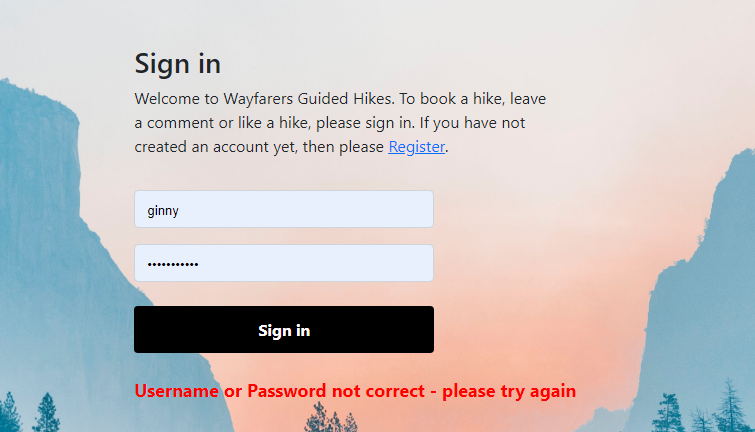 Sign in
Welcome to Wayfarers Guided Hikes. To book a hike, leave
a comment or like a hike, please sign in. If you have not
created an account yet, then please Register.
ginny
•••••••••••
Sign in
Username or Password not correct - please try again